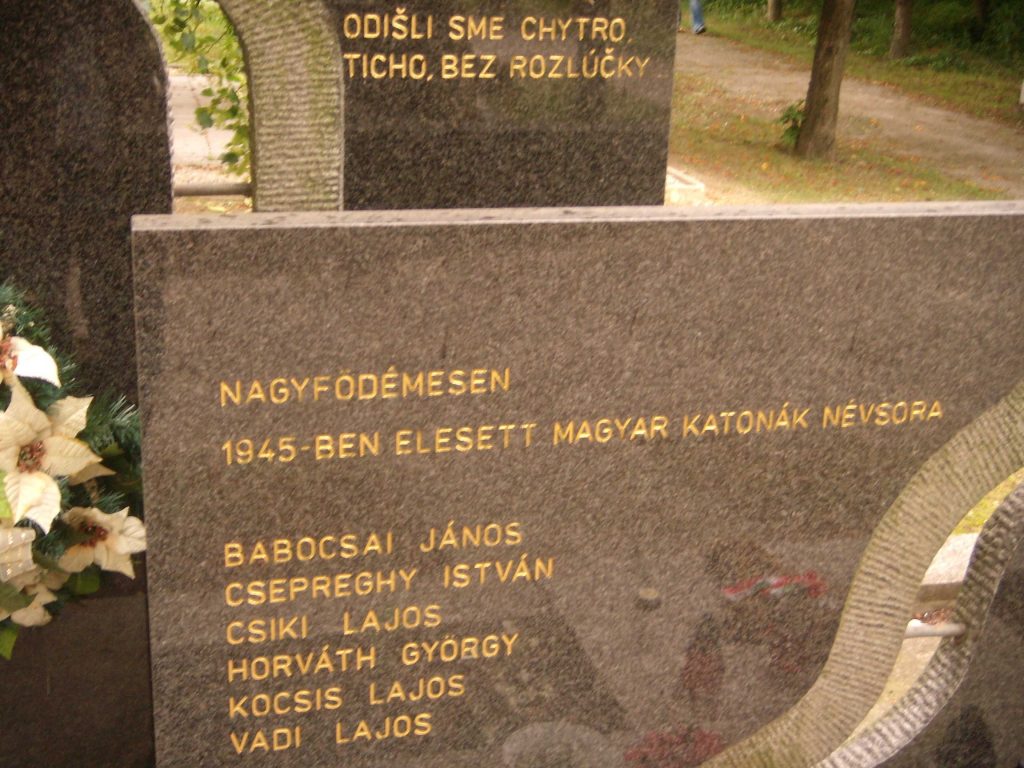 ODIŠLI SME CHYTRO,
TICHO, BEZ ROZLÚČKY
NAGYFÖDÉMESEN
1945-BEN ELESETT MAGYAR KATONÁK NÉVSORA
BABOCSAI JÁNOS
CSEPREGHY ISTVÁN
CSIKI LAJOS
HORVÁTH GYÖRGY
KOCSIS LAJOS
VADI LAJOS